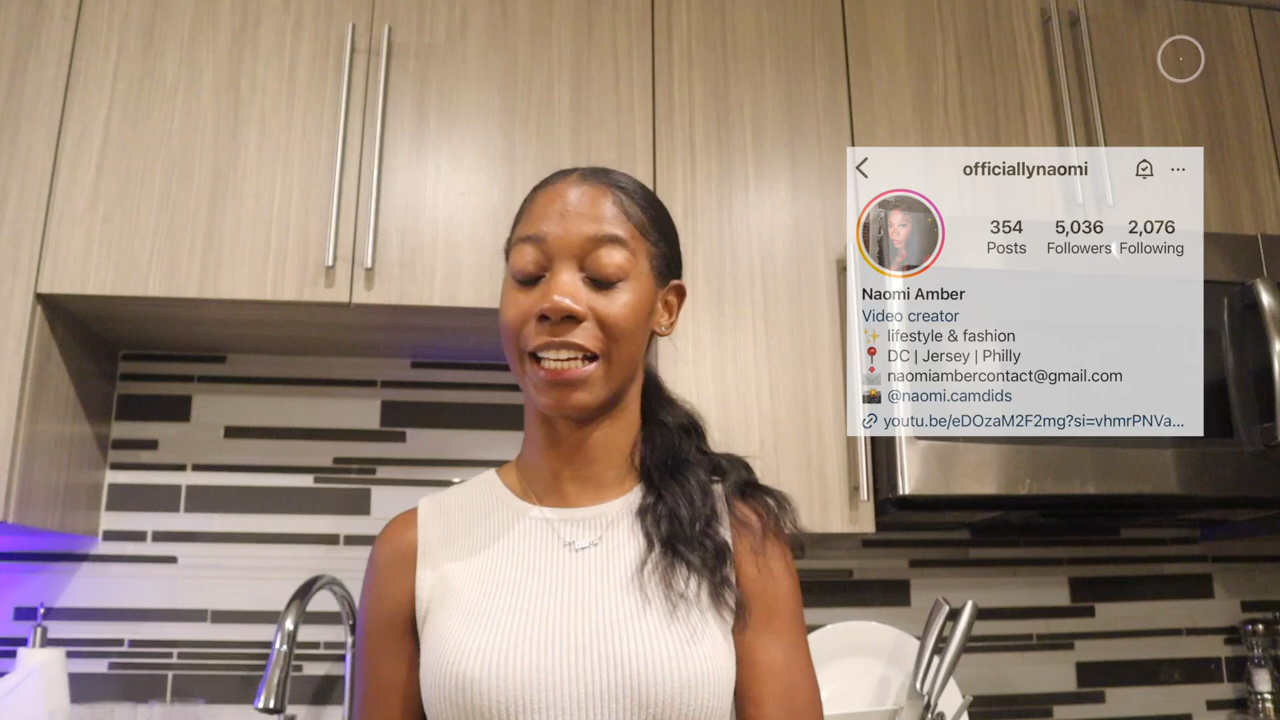 officiallynaomi
354 5,036 2,076
Posts Followers Following
Naomi Amber
Video creator
✨ lifestyle & fashion
📍 DC | Jersey | Philly
📩 naomiambercontact@gmail.com
📸 @naomi.camdids
youtu.be/eDOzaM2F2mg?si=vhmrPNVa...